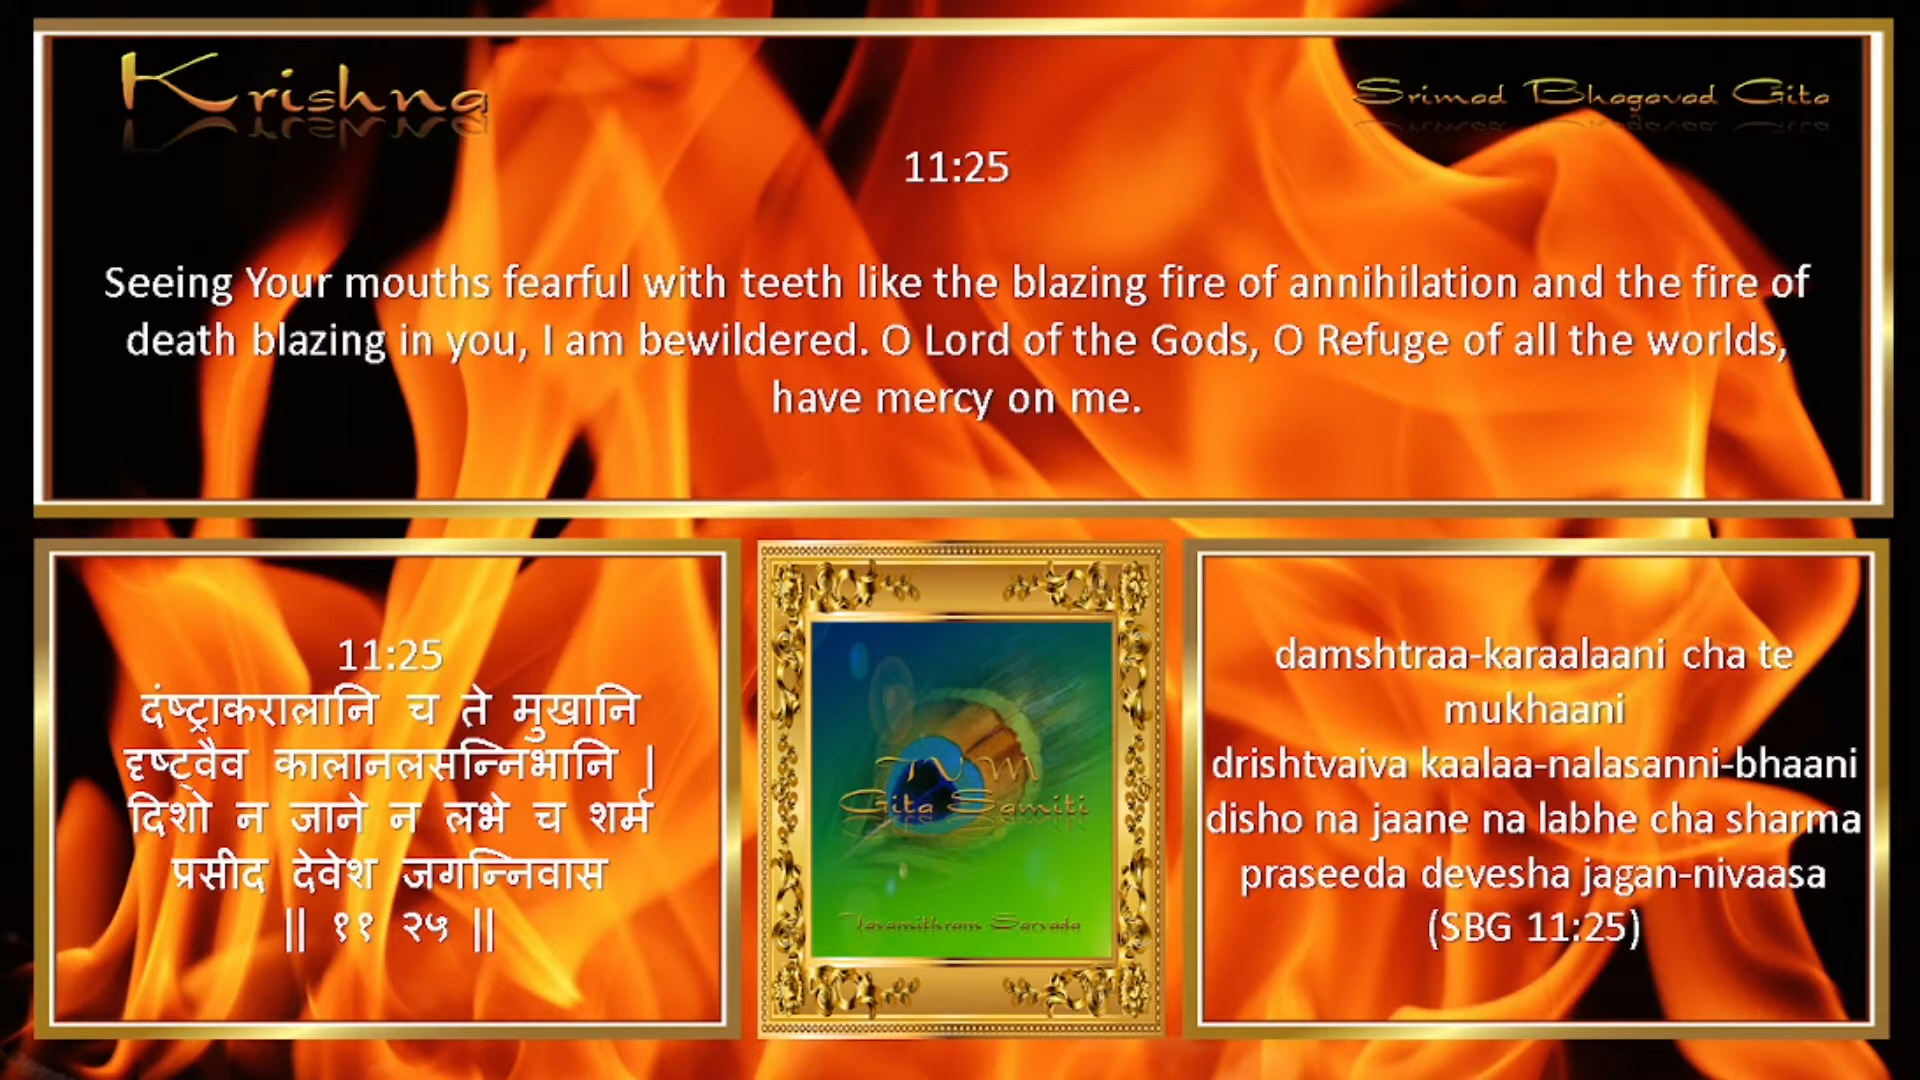 Krishna
Srimad Bhagavad Gita
11:25
Seeing Your mouths fearful with teeth like the blazing fire of annihilation and the fire of
death blazing in you, I am bewildered. O Lord of the Gods, O Refuge of all the worlds,
have mercy on me.
11:25
दंष्ट्राकरालानि च ते मुखानि
दृष्ट्वैव कालानलसन्निभानि |
दिशो न जाने न लभे च शर्म
प्रसीद देवेश जगन्निवास
|| ११ २५ ||
TVM
Gita Samiti
Tavamithram Sarvada
damshtraa-karaalaani cha te
mukhaani
drishtvaiva kaalaa-nalasanni-bhaani
disho na jaane na labhe cha sharma
praseeda devesha jagan-nivaasa
(SBG 11:25)